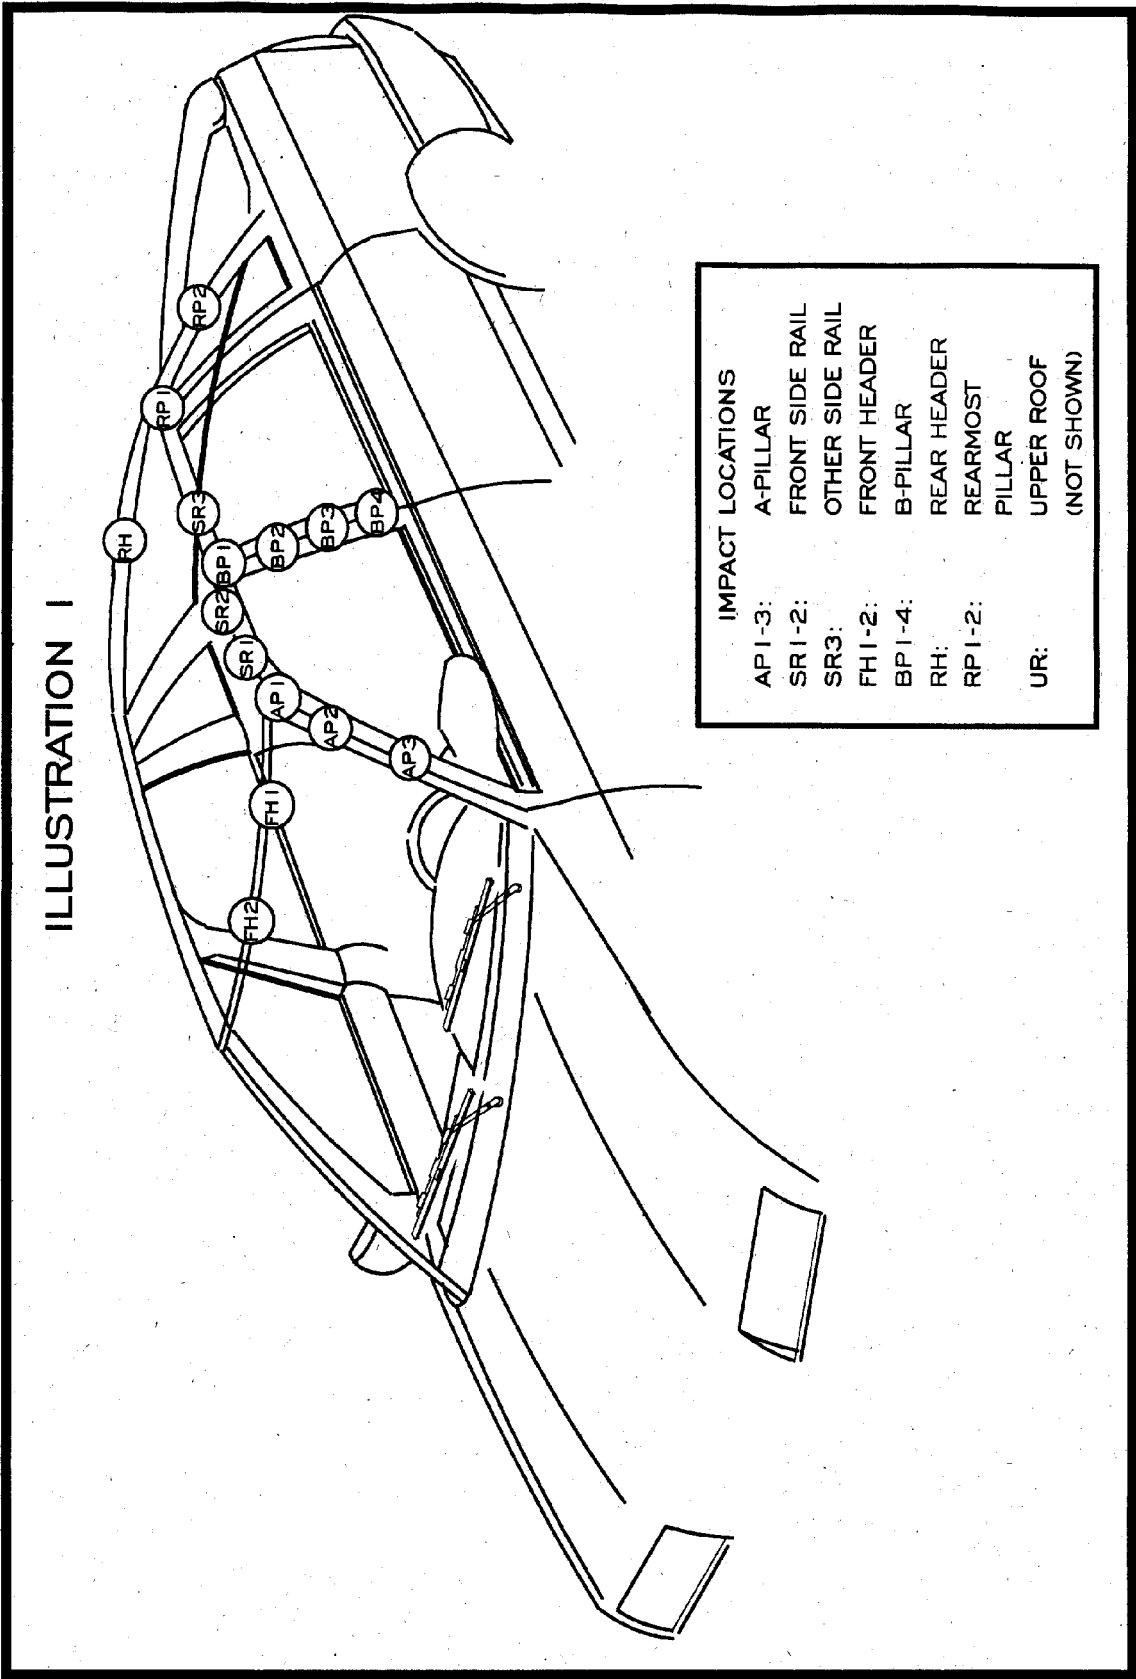 ILLUSTRATION 1
RH
RP1
RP2
SR3
BP1
BP2
BP3
BP4
SR2
SR1
AP1
AP2
AP3
FH1
FH2
IMPACT LOCATIONS
AP1-3: A-PILLAR
SR1-2: FRONT SIDE RAIL
SR3: OTHER SIDE RAIL
FH1-2: FRONT HEADER
BP1-4: B-PILLAR
RH: REAR HEADER
RP1-2: REARMOST
PILLAR
UR: UPPER ROOF
(NOT SHOWN)